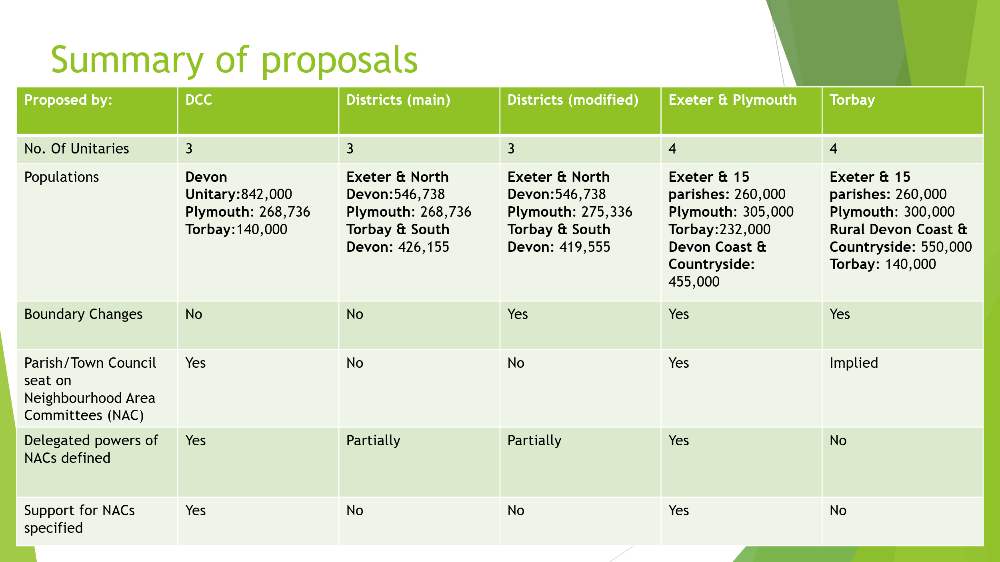 Summary of proposals
Proposed by:
DCC
Districts (main)
Districts (modified)
Exeter & Plymouth
Torbay
No. Of Unitaries
3
3
3
4
4
Populations
Devon
Unitary:842,000
Plymouth: 268,736
Torbay:140,000
Exeter & North
Devon:546,738
Plymouth: 268,736
Torbay & South
Devon: 426,155
Exeter & North
Devon:546,738
Plymouth: 275,336
Torbay & South
Devon: 419,555
Exeter & 15
parishes: 260,000
Plymouth: 305,000
Torbay:232,000
Devon Coast &
Countryside:
455,000
Exeter & 15
parishes: 260,000
Plymouth: 300,000
Rural Devon Coast &
Countryside: 550,000
Torbay: 140,000
Boundary Changes
No
No
Yes
Yes
Yes
Parish/Town Council
seat on
Neighbourhood Area
Committees (NAC)
Yes
No
No
Yes
Implied
Delegated powers of
NACs defined
Yes
Partially
Partially
Yes
No
Support for NACs
specified
Yes
No
No
Yes
No